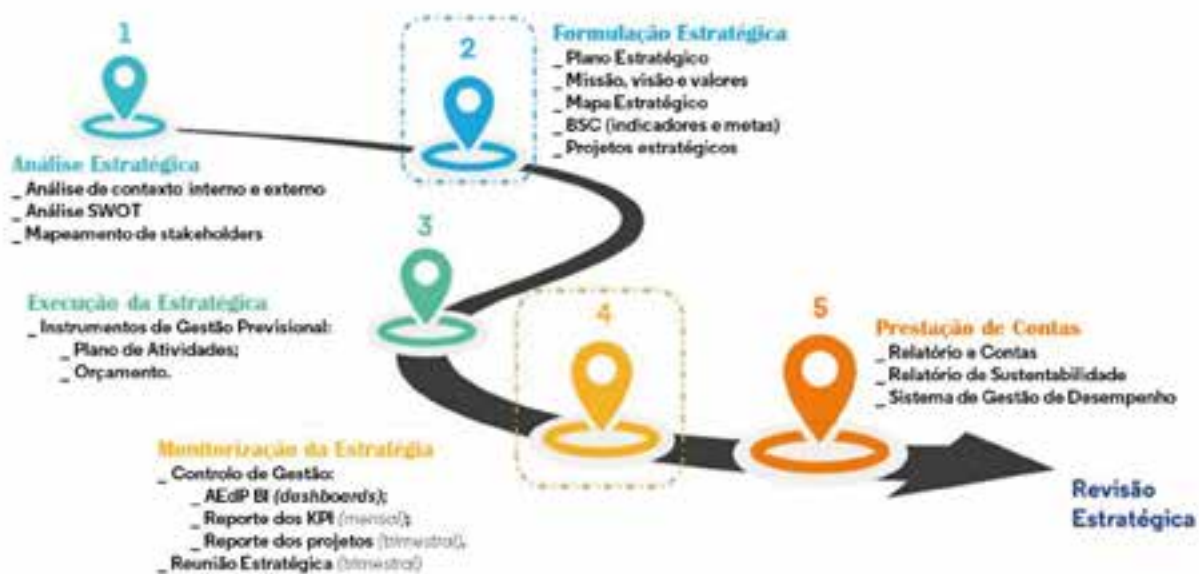 1
Análise Estratégica
_ Análise de contexto interno e externo
_ Análise SWOT
_ Mapeamento de stakeholders
2
Formulação Estratégica
_ Plano Estratégico
_ Missão, visão e valores
_ Mapa Estratégico
_ BSC (indicadores e metas)
_ Projetos estratégicos
3
Execução da Estratégica
_ Instrumentos de Gestão Previsional:
_ Plano de Atividades;
_ Orçamento.
4
Monitorização da Estratégia
_ Controlo de Gestão:
_ AEdP BI (dashboards);
_ Reporte dos KPI (mensal);
_ Reporte dos projetos (trimestral).
_ Reunião Estratégica (trimestral)
5
Prestação de Contas
_ Relatório e Contas
_ Relatório de Sustentabilidade
_ Sistema de Gestão de Desempenho
Revisão
Estratégica